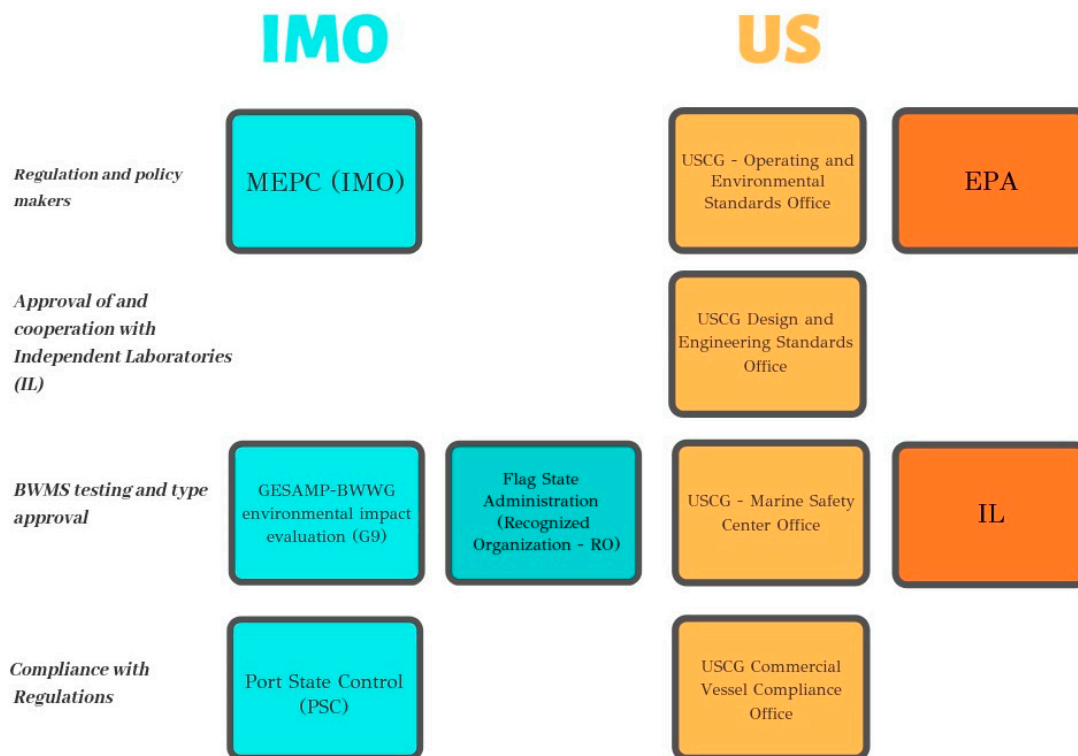 IMO
US
Regulation and policy
makers
MEPC (IMO)
USCG - Operating and
Environmental
Standards Office
EPA
Approval of and
cooperation with
Independent Laboratories
(IL)
USCG Design and
Engineering Standards
Office
BWMS testing and type
approval
GESAMP-BWWG
environmental impact
evaluation (G9)
Flag State
Administration
(Recognized
Organization - RO)
USCG - Marine Safety
Center Office
IL
Compliance with
Regulations
Port State Control
(PSC)
USCG Commercial
Vessel Compliance
Office